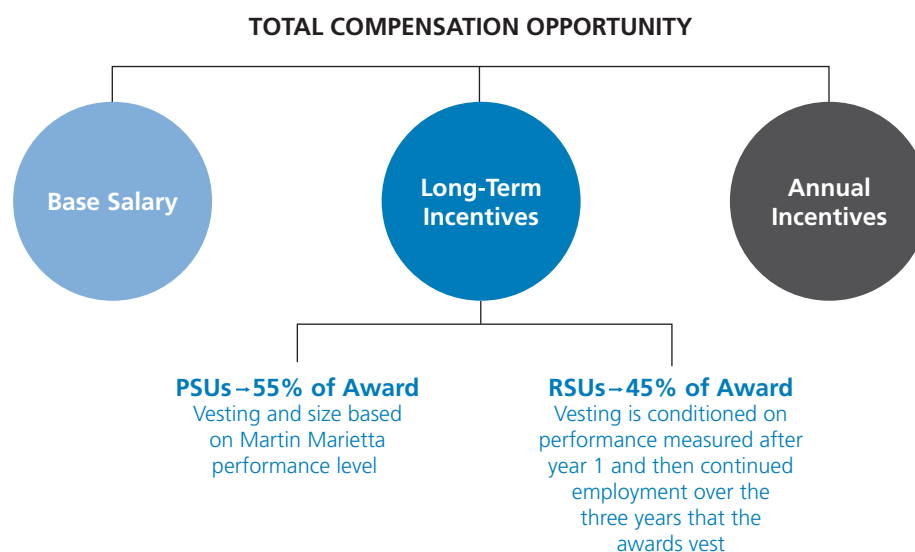 TOTAL COMPENSATION OPPORTUNITY
Base Salary
Long-Term
Incentives
Annual
Incentives
PSUs→55% of Award
Vesting and size based
on Martin Marietta
performance level
RSUs→45% of Award
Vesting is conditioned on
performance measured after
year 1 and then continued
employment over the
three years that the
awards vest